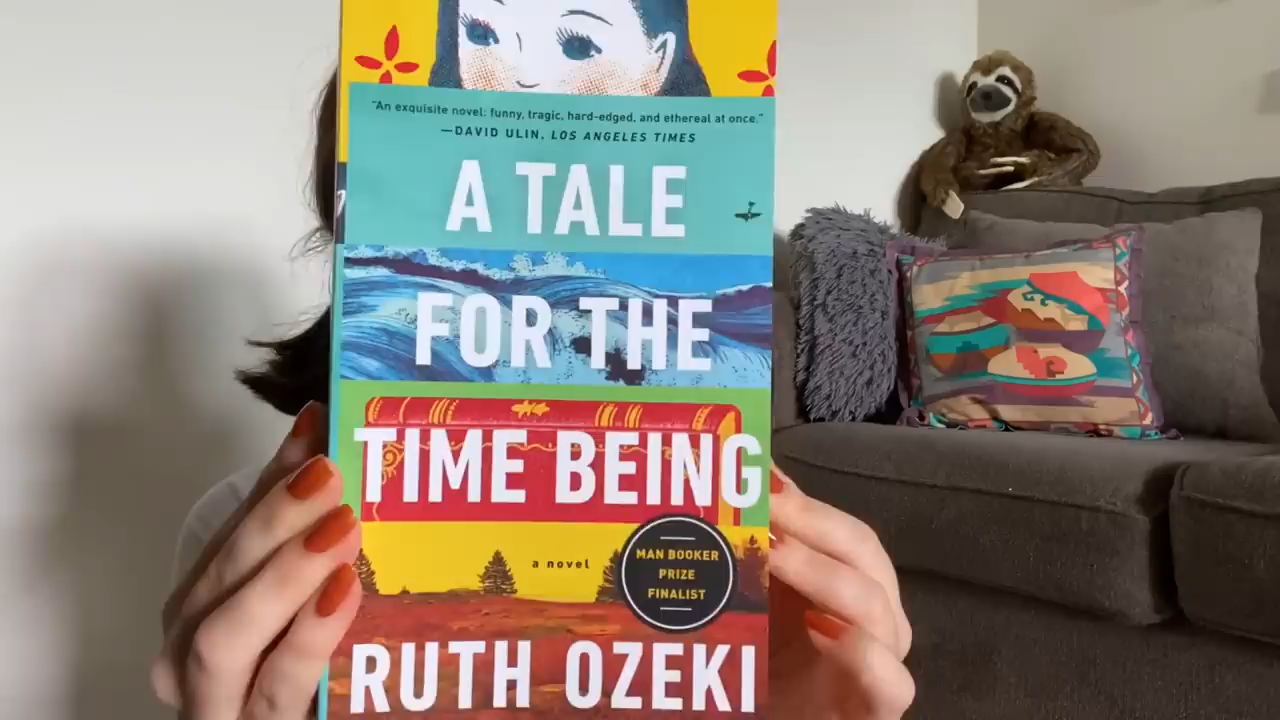 "An exquisite novel: funny, tragic, hard-edged, and ethereal at once."
—DAVID ULIN, LOS ANGELES TIMES
A TALE
FOR THE
TIME BEING
a novel
MAN BOOKER
PRIZE
FINALIST
RUTH OZEKI